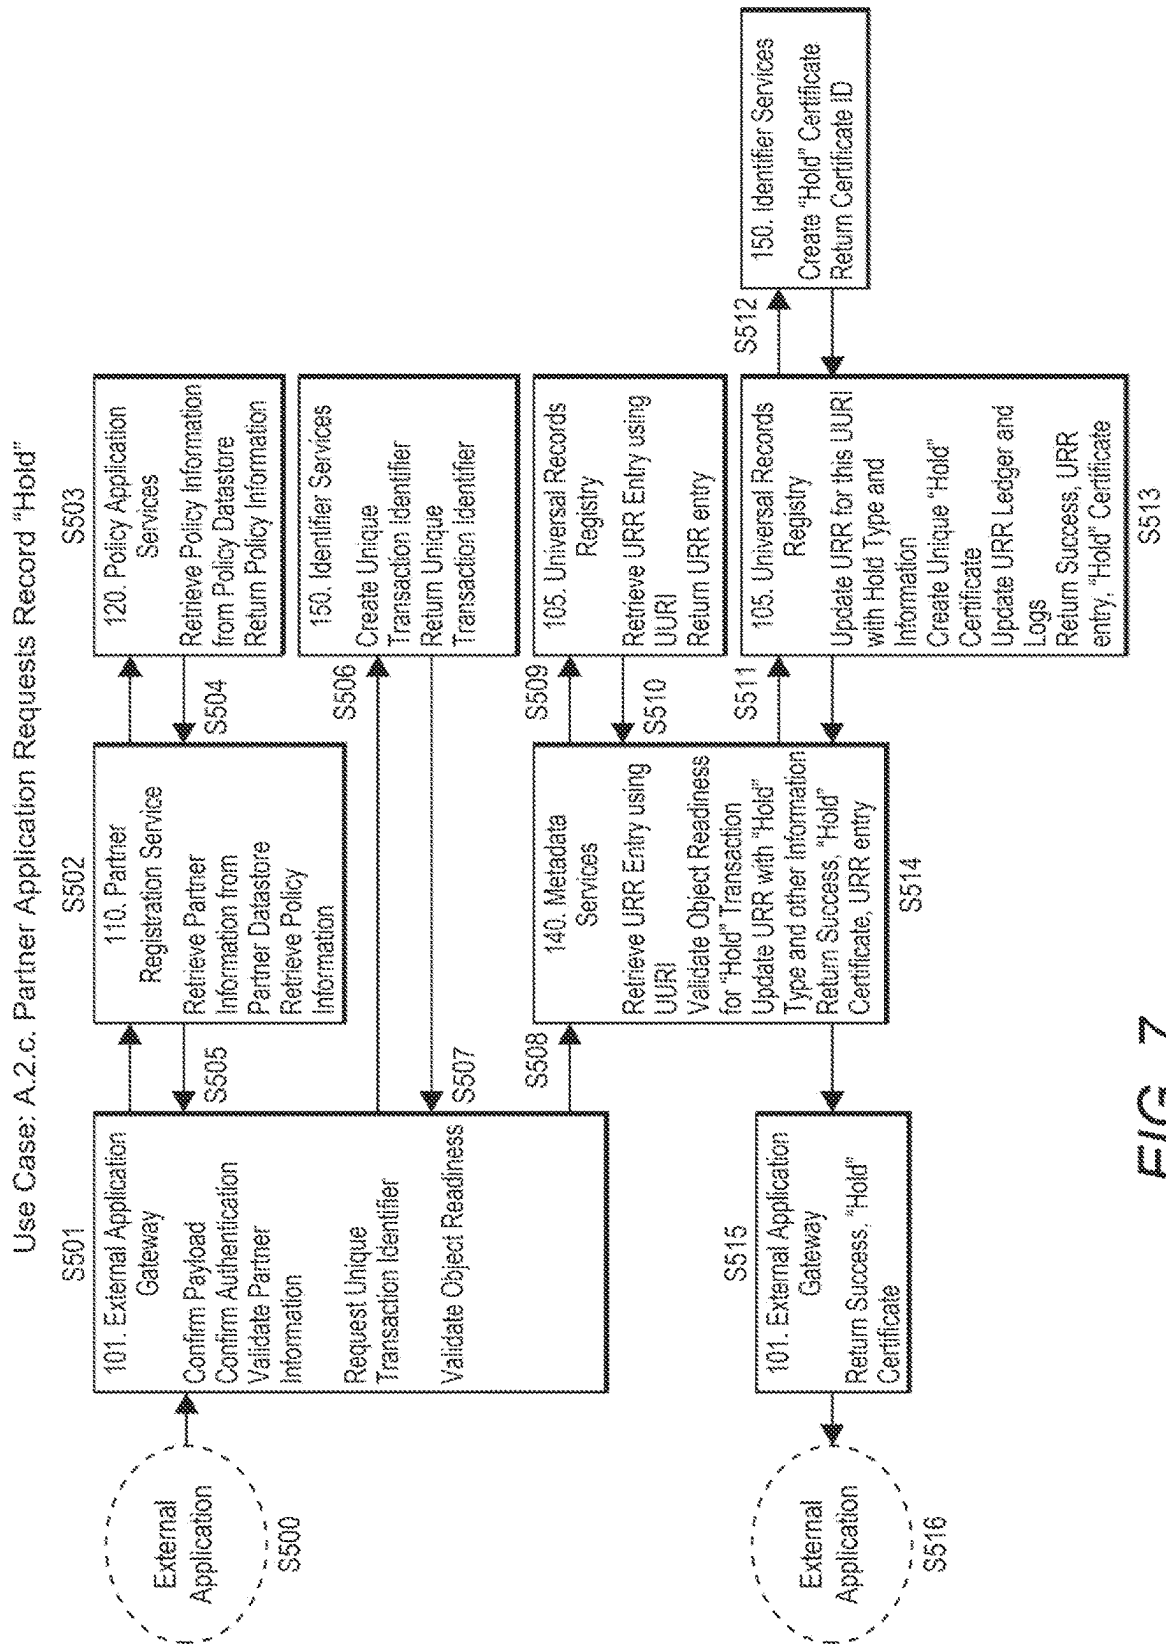 Use Case: A.2.c. Partner Application Requests Record "Hold"
External
Application
S500
S501
101. External Application
Gateway
Confirm Payload
Confirm Authentication
Validate Partner
Information
Request Unique
Transaction Identifier
Validate Object Readiness
S502
110. Partner
Registration Service
Retrieve Partner
Information from
Partner Datastore
Retrieve Policy
Information
S503
120. Policy Application
Services
Retrieve Policy Information
from Policy Datastore
Return Policy Information
S504
S505
S506
150. Identifier Services
Create Unique
Transaction Identifier
Return Unique
Transaction Identifier
S507
S508
140. Metadata
Services
Retrieve URR Entry using
UURI
Validate Object Readiness
for "Hold" Transaction
Update URR with "Hold"
Type and other Information
Return Success, "Hold"
Certificate, URR entry
S514
S509
105. Universal Records
Registry
Retrieve URR Entry using
UURI
Return URR entry
S510
S511
105. Universal Records
Registry
Update URR for this UURI
with Hold Type and
Information
Create Unique "Hold"
Certificate
Update URR Ledger and
Logs
Return Success, URR
entry, "Hold" Certificate
S513
S512
150. Identifier Services
Create "Hold" Certificate
Return Certificate ID
S515
101. External Application
Gateway
Return Success, "Hold"
Certificate
External
Application
S516
FIG. 7